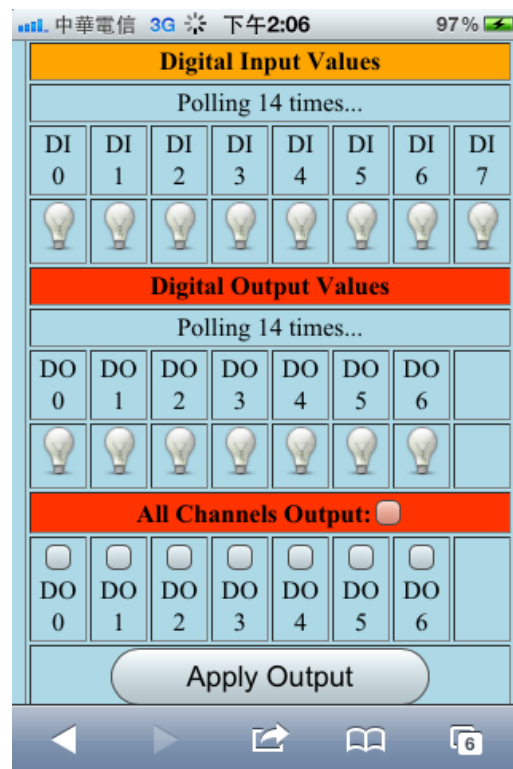 中華電信 3G 下午2:06 97%
Digital Input Values
Polling 14 times...
DI DI DI DI DI DI DI DI
0 1 2 3 4 5 6 7
Digital Output Values
Polling 14 times...
DO DO DO DO DO DO DO
0 1 2 3 4 5 6
All Channels Output:
DO DO DO DO DO DO DO
0 1 2 3 4 5 6
Apply Output
6